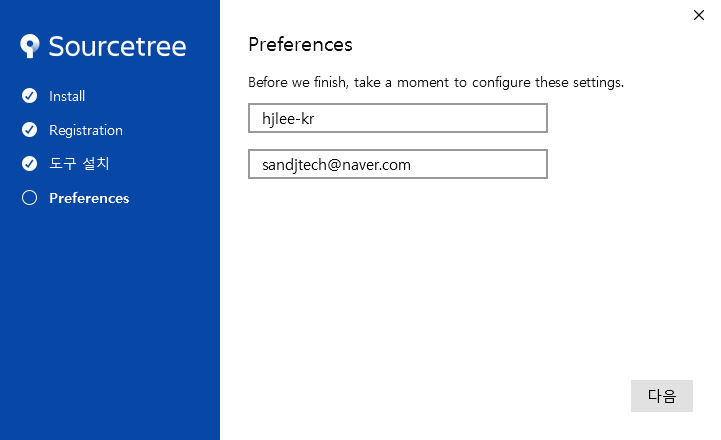 Sourcetree
Install
Registration
도구 설치
Preferences
Preferences
Before we finish, take a moment to configure these settings.
hjlee-kr
sandjtech@naver.com
다음